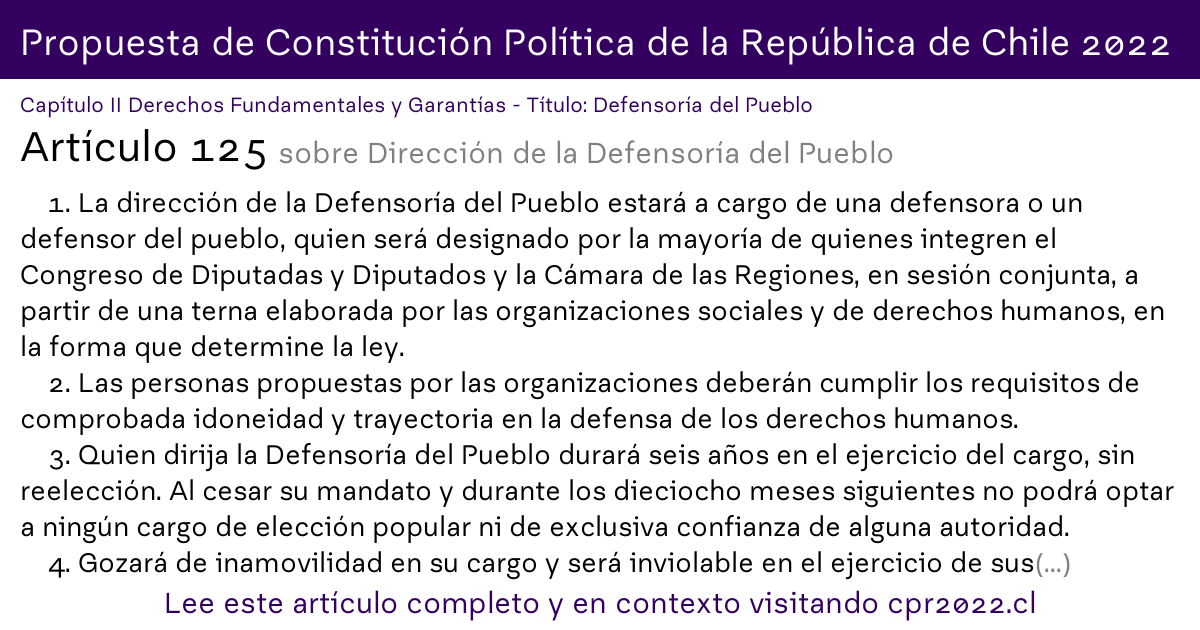 Propuesta de Constitución Política de la República de Chile 2022
Capítulo II Derechos Fundamentales y Garantías - Título: Defensoría del Pueblo
Artículo 125 sobre Dirección de la Defensoría del Pueblo
1. La dirección de la Defensoría del Pueblo estará a cargo de una defensora o un
defensor del pueblo, quien será designado por la mayoría de quienes integren el
Congreso de Diputadas y Diputados y la Cámara de las Regiones, en sesión conjunta, a
partir de una terna elaborada por las organizaciones sociales y de derechos humanos, en
la forma que determine la ley.
2. Las personas propuestas por las organizaciones deberán cumplir los requisitos de
comprobada idoneidad y trayectoria en la defensa de los derechos humanos.
3. Quien dirija la Defensoría del Pueblo durará seis años en el ejercicio del cargo, sin
reelección. Al cesar su mandato y durante los dieciocho meses siguientes no podrá optar
a ningún cargo de elección popular ni de exclusiva confianza de alguna autoridad.
4. Gozará de inamovilidad en su cargo y será inviolable en el ejercicio de sus(...)
Lee este artículo completo y en contexto visitando cpr2022.cl